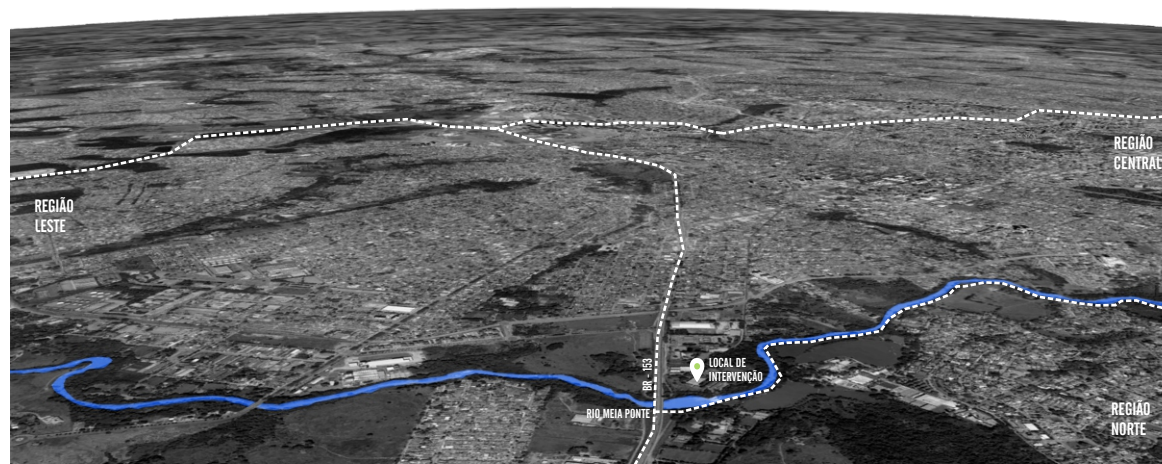 REGIÃO
CENTRAL
REGIÃO
LESTE
BR - 153
LOCAL DE
INTERVENÇÃO
RIO MEIA PONTE
REGIÃO
NORTE